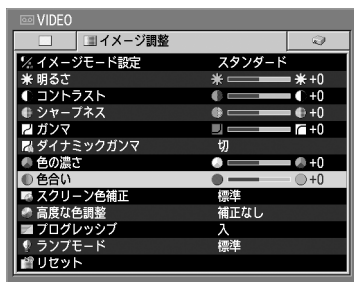 VIDEO
イメージ調整
イメージモード設定 スタンダード
明るさ +0
コントラスト +0
シャープネス +0
ガンマ +0
ダイナミックガンマ 切
色の濃さ +0
色合い +0
スクリーン色補正 標準
高度な色調整 補正なし
プログレッシブ 入
ランプモード 標準
リセット